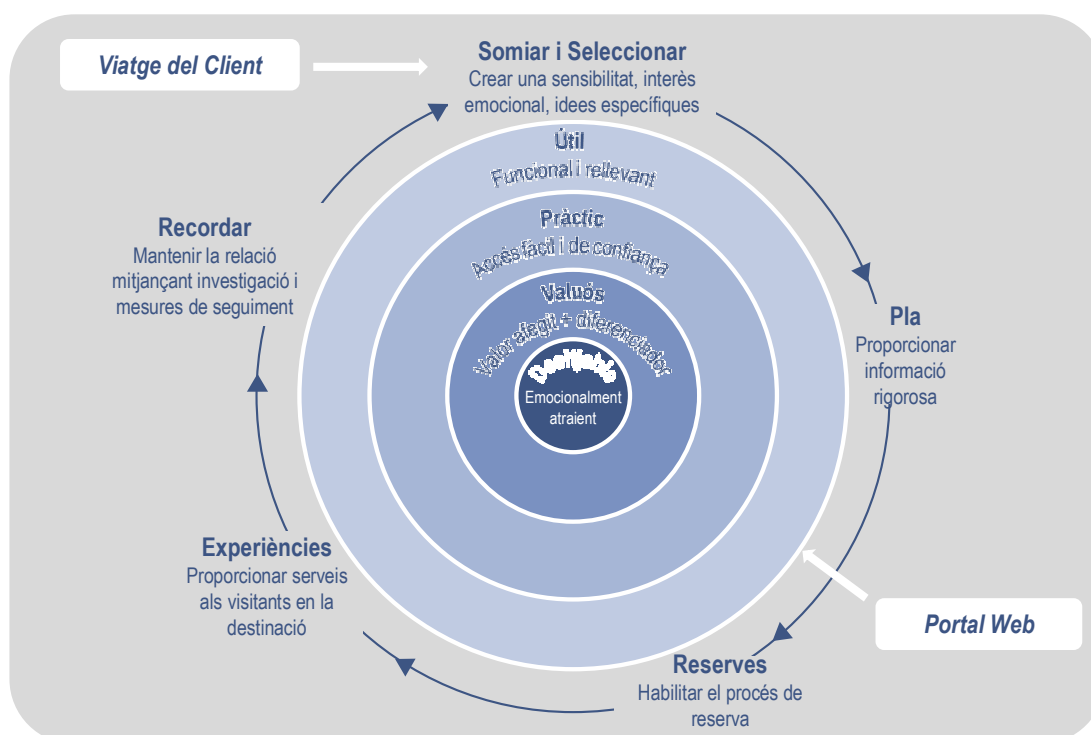 Viatge del Client
Somiar i Seleccionar
Crear una sensibilitat, interès
emocional, idees específiques
Útil
Funcional i rellevant
Pràctic
Accés fàcil i de confiança
Valuós
Valor afegit + diferenciador
Desitjable
Emocionalment
atraient
Recordar
Mantenir la relació
mitjançant investigació i
mesures de seguiment
Pla
Proporcionar
informació
rigorosa
Experiències
Proporcionar serveis
als visitants en la
destinació
Portal Web
Reserves
Habilitar el procés de
reserva